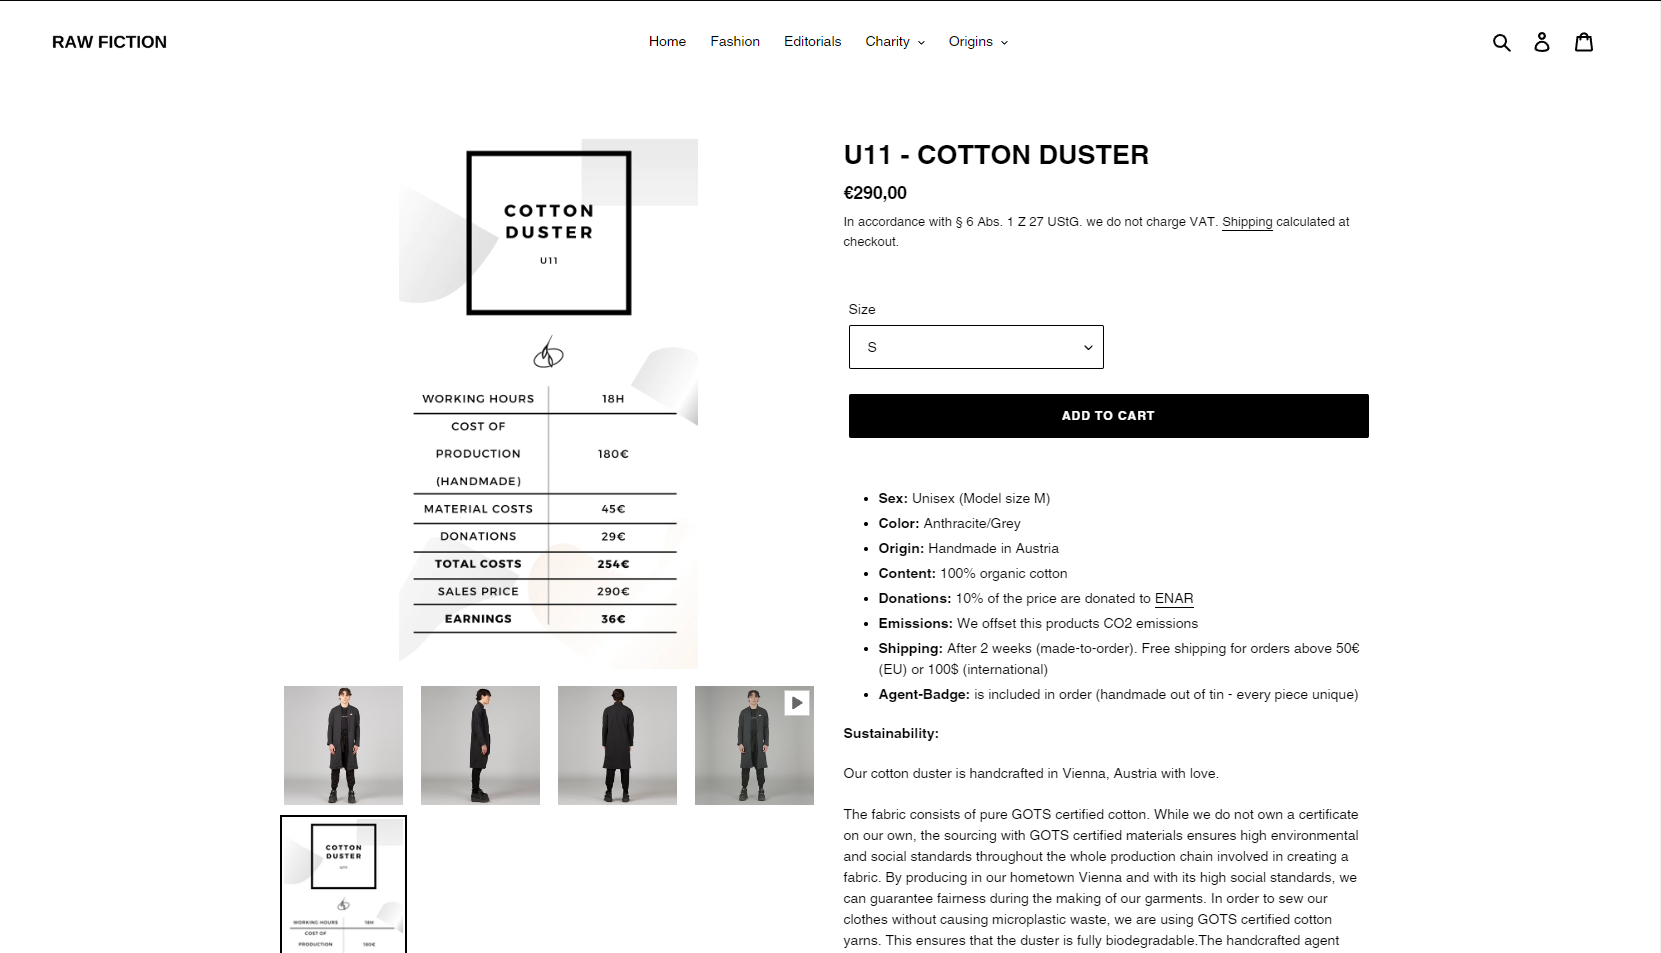 RAW FICTION
Home Fashion Editorials Charity Origins
COTTON
DUSTER
U11
WORKING HOURS 18H
COST OF
PRODUCTION 180€
(HANDMADE)
MATERIAL COSTS 45€
DONATIONS 29€
TOTAL COSTS 254€
SALES PRICE 290€
EARNINGS 36€
COTTON
DUSTER
U11
WORKING HOURS 18H
COST OF
PRODUCTION 180€
U11 - COTTON DUSTER
€290,00
In accordance with § 6 Abs. 1 Z 27 UStG. we do not charge VAT. Shipping calculated at
checkout.
Size
S
ADD TO CART
Sex: Unisex (Model size M)
Color: Anthracite/Grey
Origin: Handmade in Austria
Content: 100% organic cotton
Donations: 10% of the price are donated to ENAR
Emissions: We offset this products CO2 emissions
Shipping: After 2 weeks (made-to-order). Free shipping for orders above 50€
(EU) or 100$ (international)
Agent-Badge: is included in order (handmade out of tin - every piece unique)
Sustainability:
Our cotton duster is handcrafted in Vienna, Austria with love.
The fabric consists of pure GOTS certified cotton. While we do not own a certificate
on our own, the sourcing with GOTS certified materials ensures high environmental
and social standards throughout the whole production chain involved in creating a
fabric. By producing in our hometown Vienna and with its high social standards, we
can guarantee fairness during the making of our garments. In order to sew our
clothes without causing microplastic waste, we are using GOTS certified cotton
yarns. This ensures that the duster is fully biodegradable.The handcrafted agent